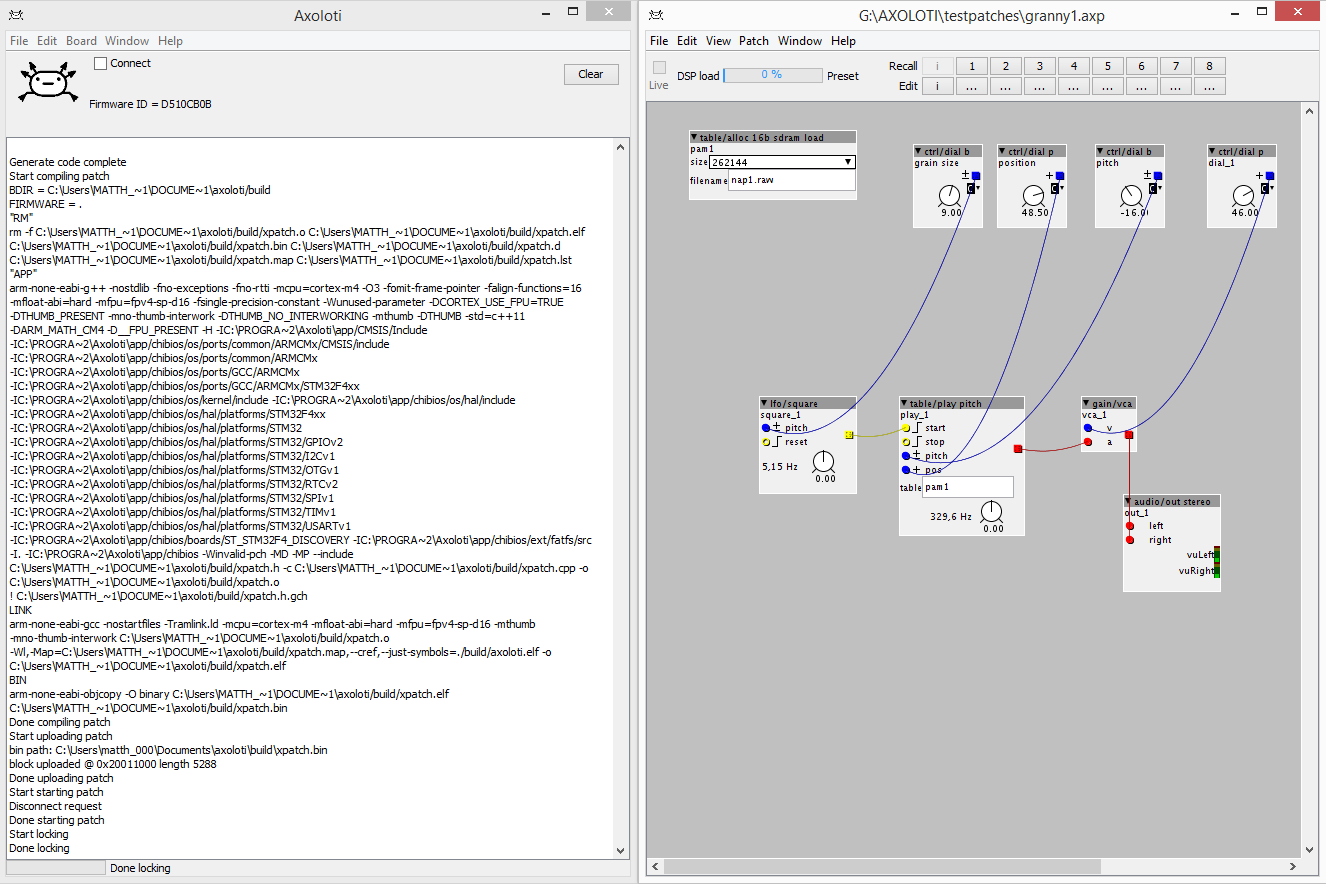 Axoloti
File Edit Board Window Help
Connect
Clear
Firmware ID = D510CB0B
Generate code complete
Start compiling patch
BDIR = C:\Users\MATTH_~1\DOCUME~1\axoloti/build
FIRMWARE = .
"RM"
rm -f C:\Users\MATTH_~1\DOCUME~1\axoloti/build/xpatch.o C:\Users\MATTH_~1\DOCUME~1\axoloti/build/xpatch.elf
C:\Users\MATTH_~1\DOCUME~1\axoloti/build/xpatch.bin C:\Users\MATTH_~1\DOCUME~1\axoloti/build/xpatch.d
C:\Users\MATTH_~1\DOCUME~1\axoloti/build/xpatch.map C:\Users\MATTH_~1\DOCUME~1\axoloti/build/xpatch.lst
"APP"
arm-none-eabi-g++ -nostdlib -fno-exceptions -fno-rtti -mcpu=cortex-m4 -O3 -fomit-frame-pointer -falign-functions=16
-mfloat-abi=hard -mfpu=fpv4-sp-d16 -fsingle-precision-constant -Wunused-parameter -DCORTEX_USE_FPU=TRUE
-DTHUMB_PRESENT -mno-thumb-interwork -DTHUMB_NO_INTERWORKING -mthumb -DTHUMB -std=c++11
-DARM_MATH_CM4 -D__FPU_PRESENT -H -IC:\PROGRA~2\Axoloti\app/CMSIS/Include
-IC:\PROGRA~2\Axoloti\app/chibios/os/ports/common/ARMCMx/CMSIS/include
-IC:\PROGRA~2\Axoloti\app/chibios/os/ports/common/ARMCMx
-IC:\PROGRA~2\Axoloti\app/chibios/os/ports/GCC/ARMCMx
-IC:\PROGRA~2\Axoloti\app/chibios/os/ports/GCC/ARMCMx/STM32F4xx
-IC:\PROGRA~2\Axoloti\app/chibios/os/kernel/include -IC:\PROGRA~2\Axoloti\app/chibios/os/hal/include
-IC:\PROGRA~2\Axoloti\app/chibios/os/hal/platforms/STM32F4xx
-IC:\PROGRA~2\Axoloti\app/chibios/os/hal/platforms/STM32
-IC:\PROGRA~2\Axoloti\app/chibios/os/hal/platforms/STM32/GPIOv2
-IC:\PROGRA~2\Axoloti\app/chibios/os/hal/platforms/STM32/I2Cv1
-IC:\PROGRA~2\Axoloti\app/chibios/os/hal/platforms/STM32/OTGv1
-IC:\PROGRA~2\Axoloti\app/chibios/os/hal/platforms/STM32/RTCv2
-IC:\PROGRA~2\Axoloti\app/chibios/os/hal/platforms/STM32/SPIv1
-IC:\PROGRA~2\Axoloti\app/chibios/os/hal/platforms/STM32/TIMv1
-IC:\PROGRA~2\Axoloti\app/chibios/os/hal/platforms/STM32/USARTv1
-IC:\PROGRA~2\Axoloti\app/chibios/boards/ST_STM32F4_DISCOVERY -IC:\PROGRA~2\Axoloti\app/chibios/ext/fatfs/src
-I. -IC:\PROGRA~2\Axoloti\app/chibios -Winvalid-pch -MD -MP --include
C:\Users\MATTH_~1\DOCUME~1\axoloti/build/xpatch.h -c C:\Users\MATTH_~1\DOCUME~1\axoloti/build/xpatch.cpp -o
C:\Users\MATTH_~1\DOCUME~1\axoloti/build/xpatch.o
! C:\Users\MATTH_~1\DOCUME~1\axoloti/build/xpatch.h.gch
LINK
arm-none-eabi-gcc -nostartfiles -Tramlink.ld -mcpu=cortex-m4 -mfloat-abi=hard -mfpu=fpv4-sp-d16 -mthumb
-mno-thumb-interwork C:\Users\MATTH_~1\DOCUME~1\axoloti/build/xpatch.o
-Wl,-Map=C:\Users\MATTH_~1\DOCUME~1\axoloti/build/xpatch.map,--cref,--just-symbols=./build/axoloti.elf -o
C:\Users\MATTH_~1\DOCUME~1\axoloti/build/xpatch.elf
BIN
arm-none-eabi-objcopy -O binary C:\Users\MATTH_~1\DOCUME~1\axoloti/build/xpatch.elf
C:\Users\MATTH_~1\DOCUME~1\axoloti/build/xpatch.bin
Done compiling patch
Start uploading patch
bin path: C:\Users\matth_000\Documents\axoloti\build\xpatch.bin
block uploaded @ 0x20011000 length 5288
Done uploading patch
Start starting patch
Disconnect request
Done starting patch
Start locking
Done locking
Done locking
G:\AXOLOTI\testpatches\granny1.axp
File Edit View Patch Window Help
Live
DSP load 0 % Preset
Recall i 1 2 3 4 5 6 7 8
Edit i ... ... ... ... ... ... ... ...
table/alloc 16b sdram load
pam1
size 262144
filename nap1.raw
ctrl/dial b
grain size
9.00
ctrl/dial p
position
48.50
ctrl/dial b
pitch
-16.0
ctrl/dial p
dial_1
46.00
lfo/square
square_1
pitch
reset
5,15 Hz
0.00
table/play pitch
play_1
start
stop
pitch
pos
table pam1
329,6 Hz
0.00
gain/vca
vca_1
v
a
audio/out stereo
out_1
left
right
vuLeft
vuRight